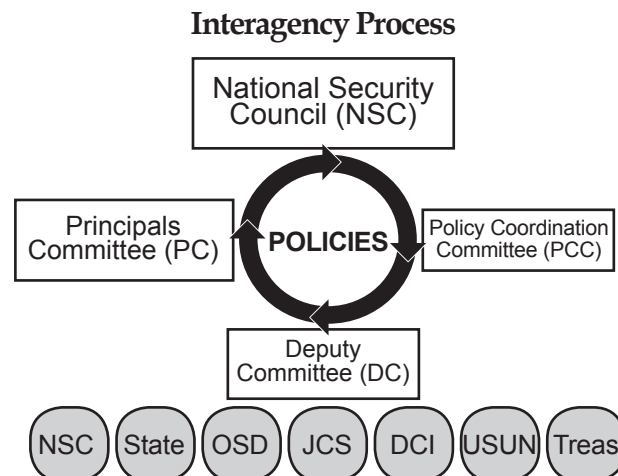 Interagency Process
National Security
Council (NSC)
Principals
Committee (PC)
POLICIES
Policy Coordination
Committee (PCC)
Deputy
Committee (DC)
NSC
State
OSD
JCS
DCI
USUN
Treas